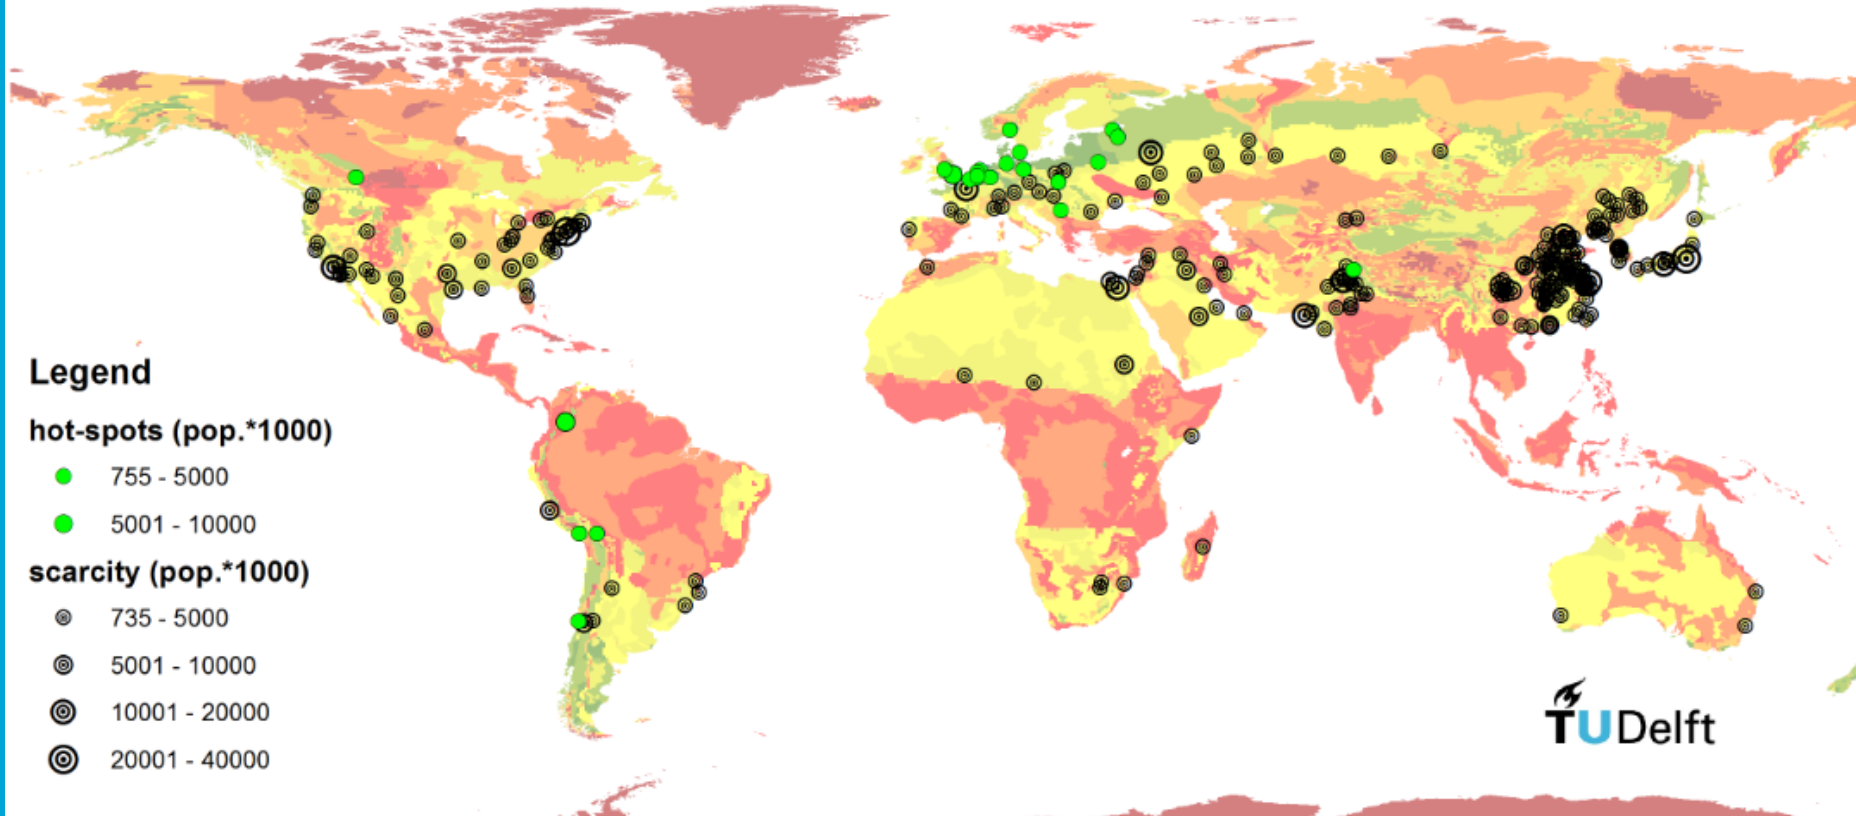 Legend
hot-spots (pop.*1000)
755 - 5000
5001 - 10000
scarcity (pop.*1000)
735 - 5000
5001 - 10000
10001 - 20000
20001 - 40000
TUDelft